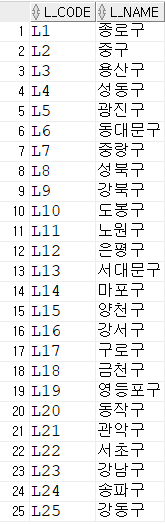 L_CODE L_NAME
1 L1 종로구
2 L2 중구
3 L3 용산구
4 L4 성동구
5 L5 광진구
6 L6 동대문구
7 L7 중랑구
8 L8 성북구
9 L9 강북구
10 L10 도봉구
11 L11 노원구
12 L12 은평구
13 L13 서대문구
14 L14 마포구
15 L15 양천구
16 L16 강서구
17 L17 구로구
18 L18 금천구
19 L19 영등포구
20 L20 동작구
21 L21 관악구
22 L22 서초구
23 L23 강남구
24 L24 송파구
25 L25 강동구